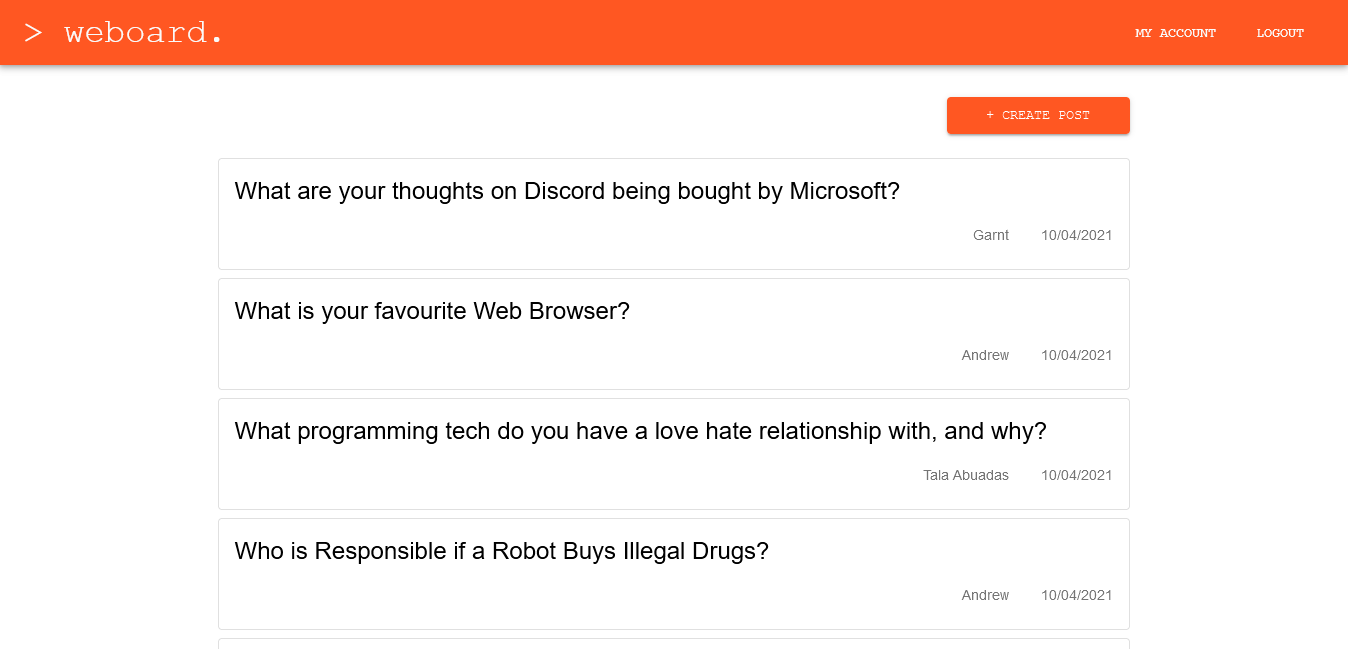 > weboard.
MY ACCOUNT LOGOUT
+ CREATE POST
What are your thoughts on Discord being bought by Microsoft?
Garnt 10/04/2021
What is your favourite Web Browser?
Andrew 10/04/2021
What programming tech do you have a love hate relationship with, and why?
Tala Abuadas 10/04/2021
Who is Responsible if a Robot Buys Illegal Drugs?
Andrew 10/04/2021